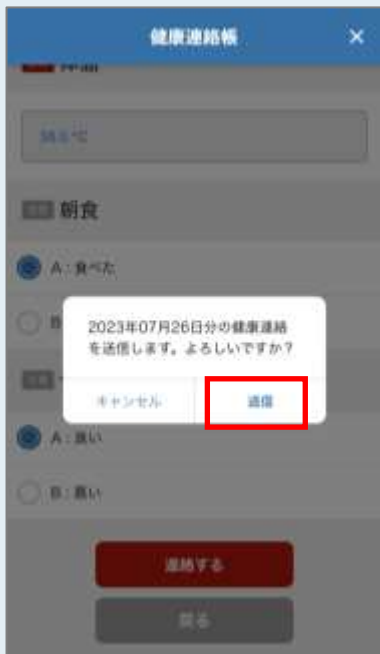 健康連絡帳
℃
朝食
A：食べた
B
2023年07月26日分の健康連絡
を送信します。よろしいですか？
キャンセル
送信
A：良い
B：悪い
連絡する
戻る